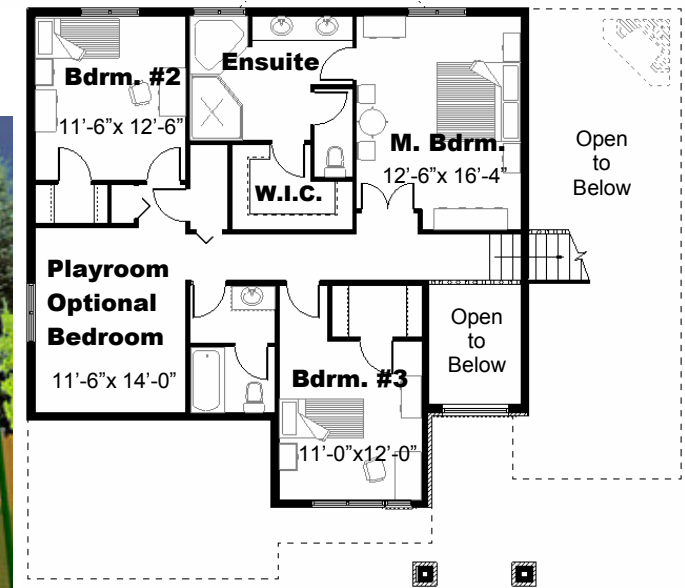 Bdrm. #2
11'-6"x 12'-6"
Ensuite
W.I.C.
M. Bdrm.
12'-6"x 16'-4"
Open
to
Below
Playroom
Optional
Bedroom
11'-6"x 14'-0"
Bdrm. #3
11'-0"x12'-0"
Open
to
Below